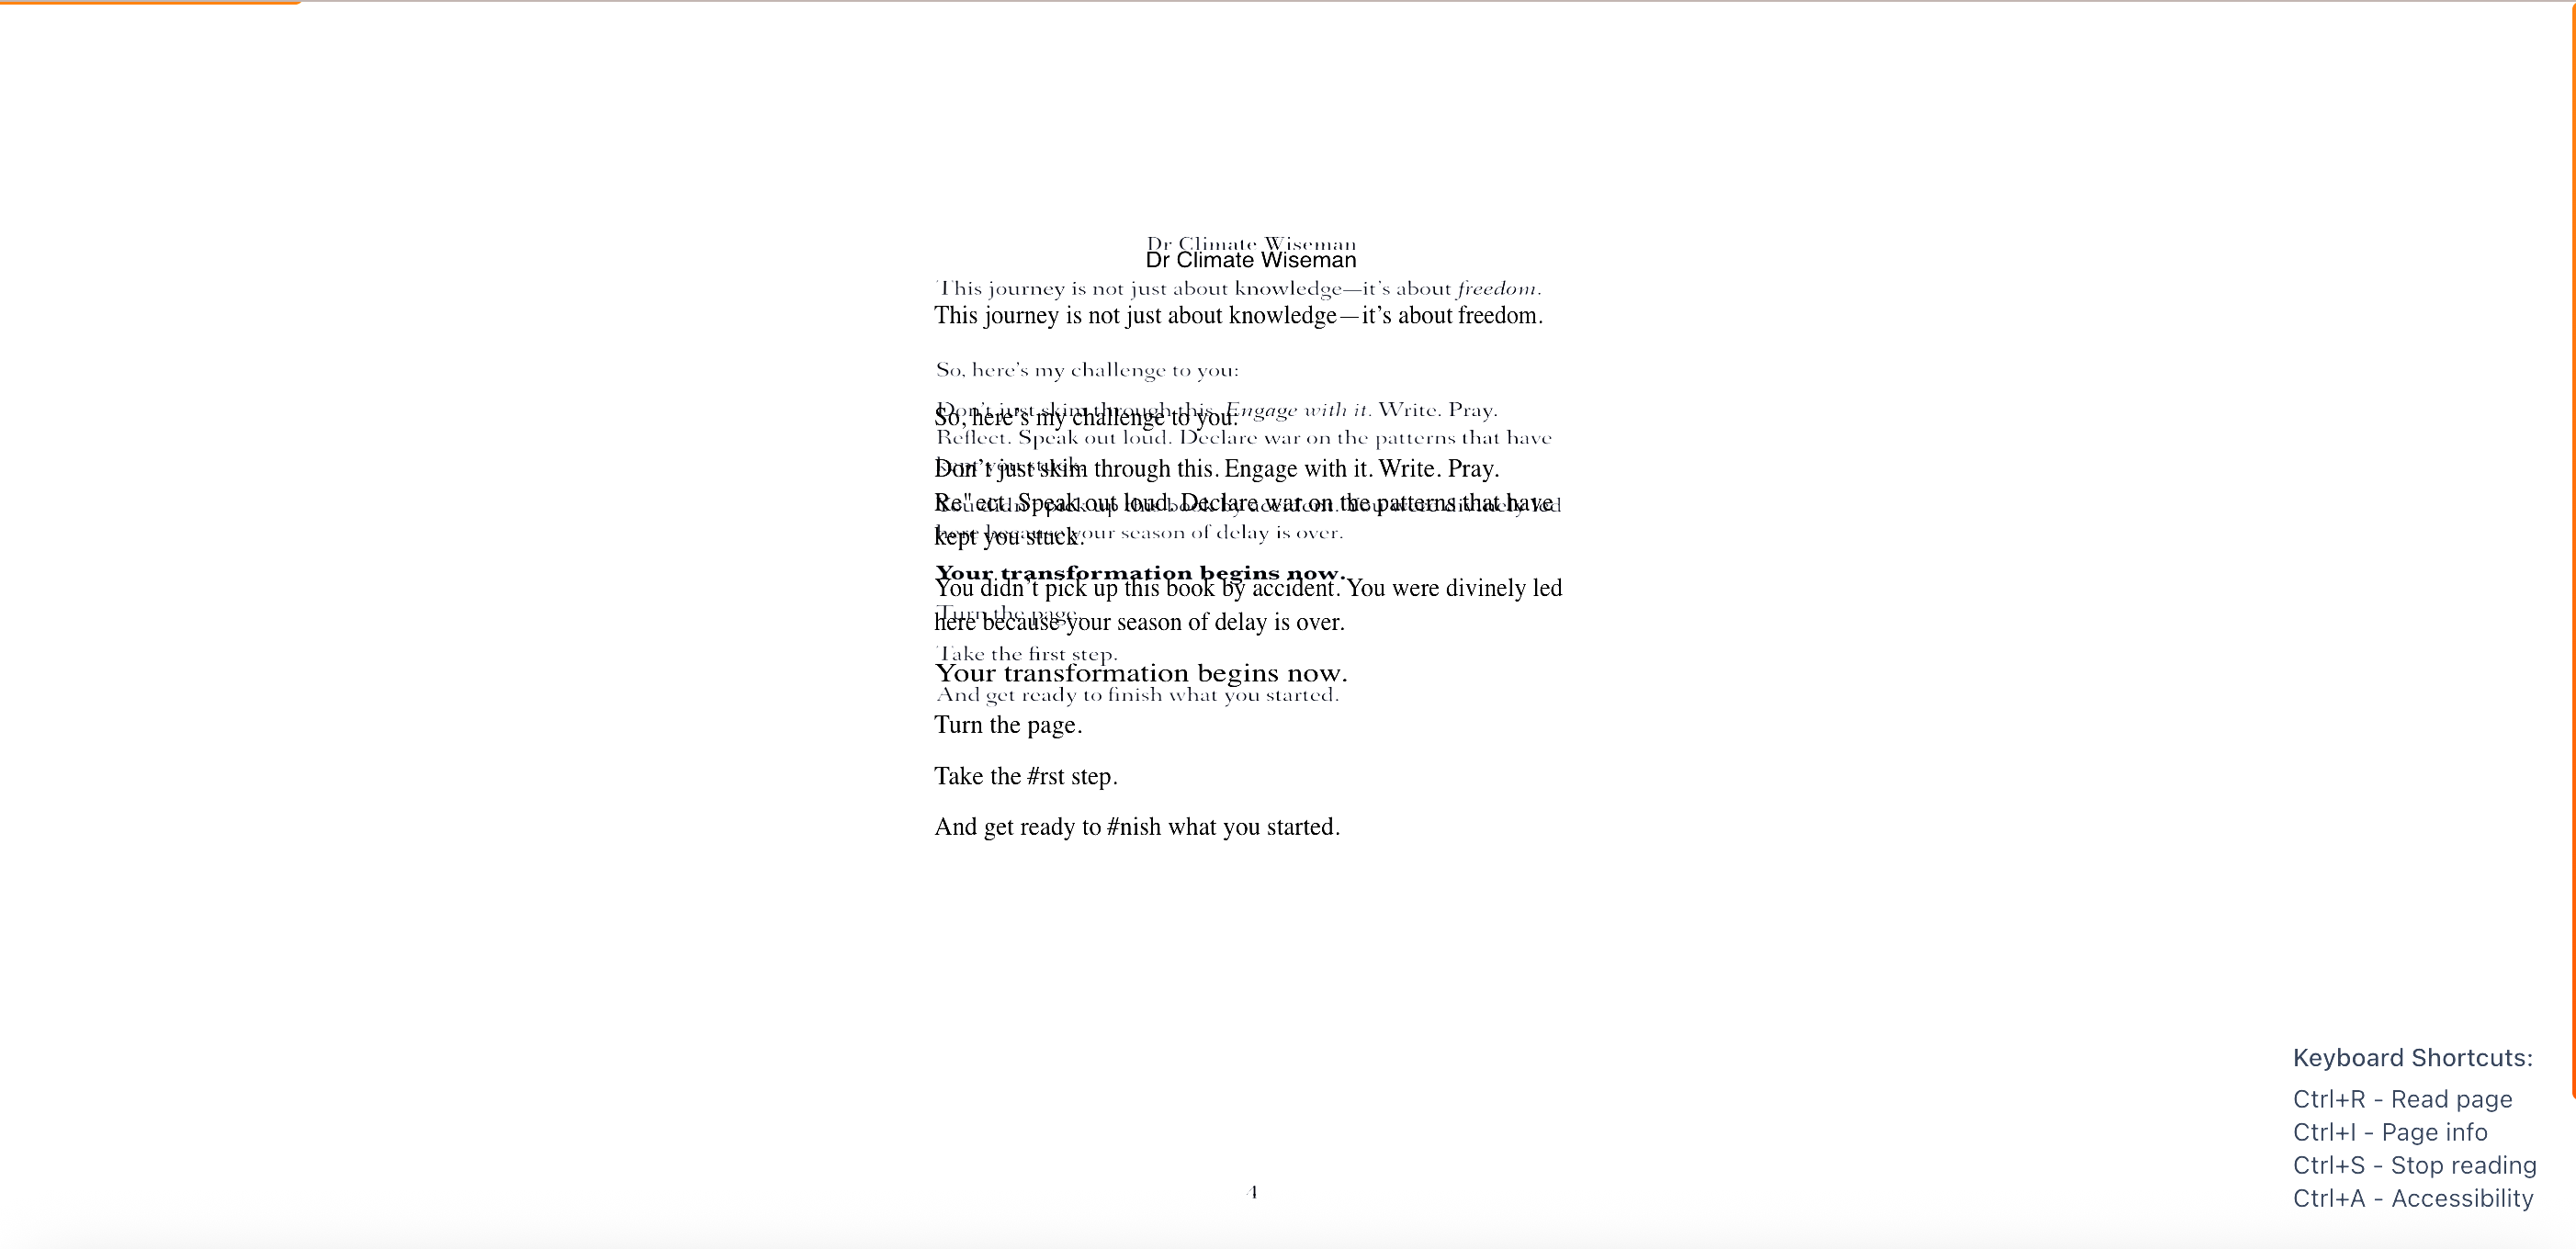 Dr Climate Wiseman
Dr Climate Wiseman
This journey is not just about knowledge—it's about freedom.
This journey is not just about knowledge—it's about freedom.
So, here's my challenge to you:
Don't just skim through this. Engage with it. Write. Pray.
So, here's my challenge to you:
Reflect. Speak out loud. Declare war on the patterns that have
kept you stuck.
Don't just skim through this. Engage with it. Write. Pray.
Re"ect. Speak out loud. Declare war on the patterns that have
You didn't pick up this book by accident. You were divinely led
here because your season of delay is over.
kept you stuck.
Your transformation begins now.
You didn't pick up this book by accident. You were divinely led
Turn the page.
here because your season of delay is over.
Take the first step.
Your transformation begins now.
And get ready to finish what you started.
Turn the page.
Take the #rst step.
And get ready to #nish what you started.
4
Keyboard Shortcuts:
Ctrl+R - Read page
Ctrl+I - Page info
Ctrl+S - Stop reading
Ctrl+A - Accessibility